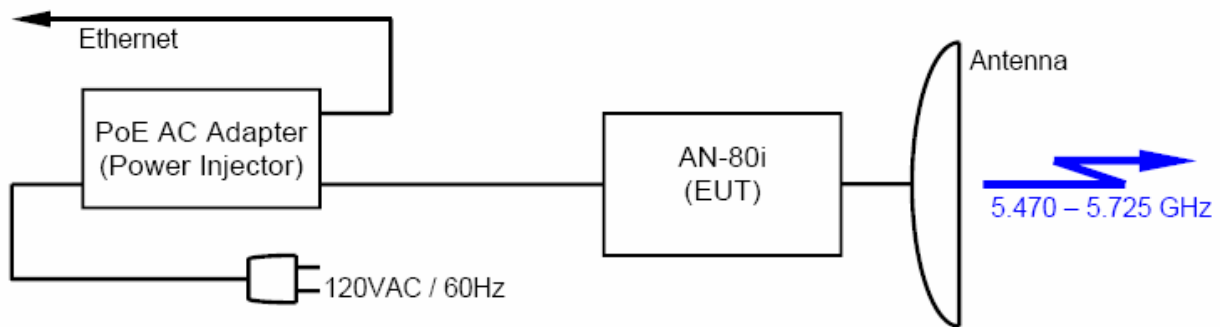 Ethernet
PoE AC Adapter
(Power Injector)
120VAC / 60Hz
AN-80i
(EUT)
Antenna
5.470 – 5.725 GHz